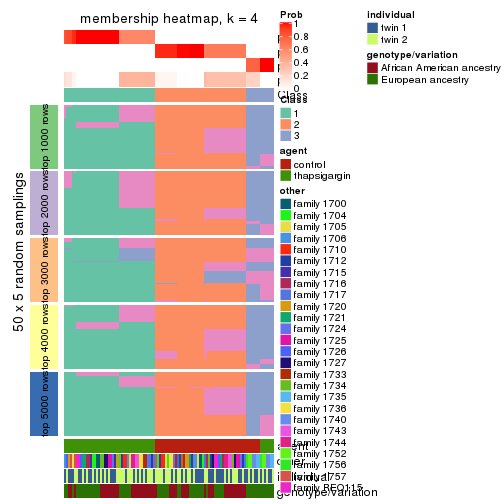 membership heatmap, k = 4
50 x 5 random samplings
top 1000 rows
top 2000 rows
top 3000 rows
top 4000 rows
top 5000 rows
Class
agent
other
individual
genotype/variation
Prob
1
0.8
0.6
0.4
0.2
0
Class
1
2
3
agent
control
thapsigargin
other
family 1700
family 1704
family 1705
family 1706
family 1710
family 1712
family 1715
family 1716
family 1717
family 1720
family 1721
family 1724
family 1725
family 1726
family 1727
family 1733
family 1734
family 1735
family 1736
family 1740
family 1743
family 1744
family 1752
family 1756
family 1757
family REQ115
individual
twin 1
twin 2
genotype/variation
African American ancestry
European ancestry